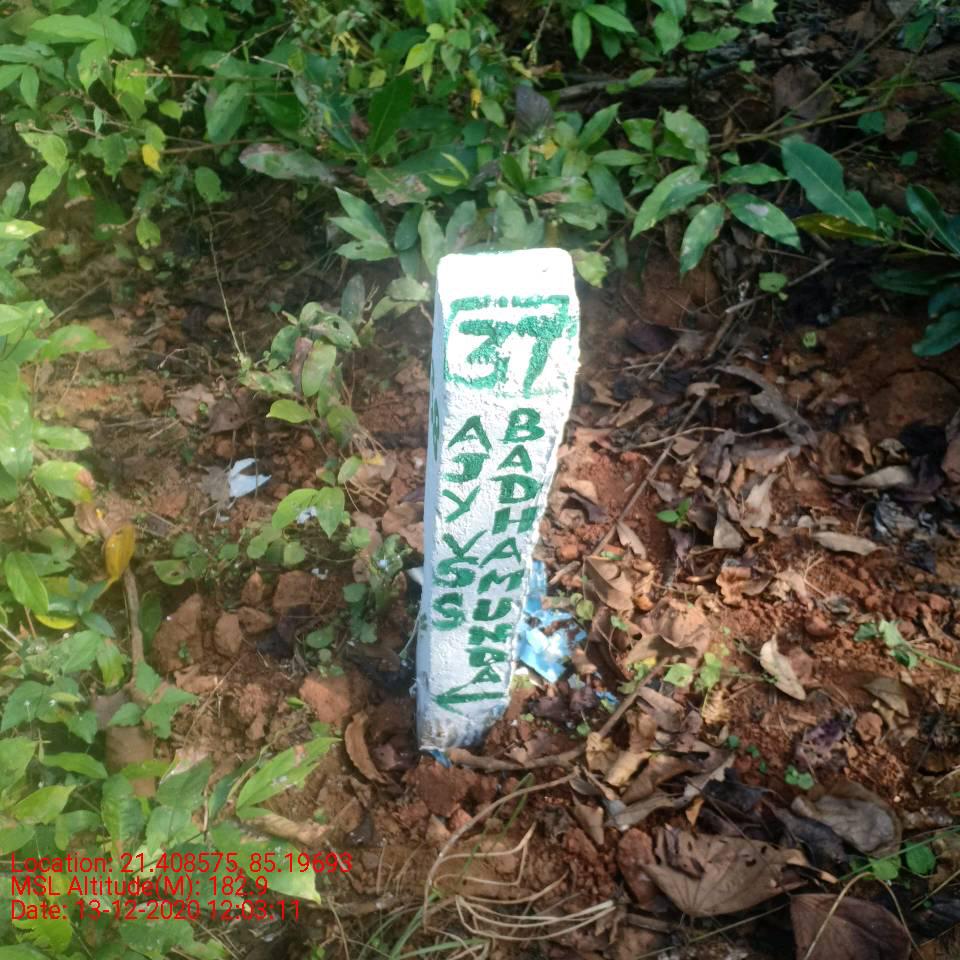 37
AJY VSS
BADHAMUNDA
Location: 21.408575, 85.19693
MSL Altitude(M): 182.9
Date: 13-12-2020 12:03:11